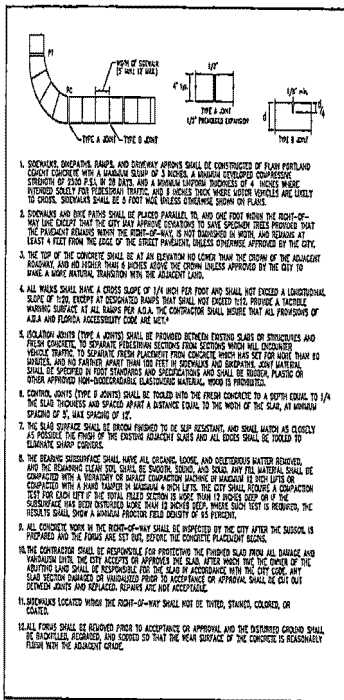 PT
WIDTH OF SIDEWALK
(5' MIN. 12' MAX.)
PC
TYPE A JOINT
TYPE B JOINT
1/2"
4" typ.
TYPE A JOINT
1/2" PREMOLDED EXPANSION
1/8" min.
d
d/4
TYPE B JOINT
1. SIDEWALKS, BIKEPATHS, RAMPS, AND DRIVEWAY APRONS SHALL BE CONSTRUCTED OF PLAIN PORTLAND
CEMENT CONCRETE WITH A MAXIMUM SLUMP OF 3 INCHES, A MINIMUM DEVELOPED COMPRESSIVE
STRENGTH OF 2500 P.S.I. IN 28 DAYS, AND A MINIMUM UNIFORM THICKNESS OF 4 INCHES WHERE
INTENDED SOLELY FOR PEDESTRIAN TRAFFIC, AND 6 INCHES THICK WHERE MOTOR VEHICLES ARE LIKELY
TO CROSS. SIDEWALKS SHALL BE 5 FOOT WIDE UNLESS OTHERWISE SHOWN ON PLANS.
2. SIDEWALKS AND BIKE PATHS SHALL BE PLACED PARALLEL TO, AND ONE FOOT WITHIN THE RIGHT-OF-
WAY LINE EXCEPT THAT THE CITY MAY APPROVE DEVIATIONS TO SAVE SPECIMEN TREES PROVIDED THAT
THE PAVEMENT REMAINS WITHIN THE RIGHT-OF-WAY, IS NOT DIMINISHED IN WIDTH, AND REMAINS AT
LEAST 4 FEET FROM THE EDGE OF THE STREET PAVEMENT, UNLESS OTHERWISE APPROVED BY THE CITY.
3. THE TOP OF THE CONCRETE SHALL BE AT AN ELEVATION NO LOWER THAN THE CROWN OF THE ADJACENT
ROADWAY, AND NO HIGHER THAN 6 INCHES ABOVE THE CROWN UNLESS APPROVED BY THE CITY TO
MAKE A MORE NATURAL TRANSITION WITH THE ADJACENT LAND.
4. ALL WALKS SHALL HAVE A CROSS SLOPE OF 1/4 INCH PER FOOT AND SHALL NOT EXCEED A LONGITUDINAL
SLOPE OF 1:20, EXCEPT AT DESIGNATED RAMPS THAT SHALL NOT EXCEED 1:12. PROVIDE A TACTIBLE
WARNING SURFACE AT ALL RAMPS PER A.D.A. THE CONTRACTOR SHALL INSURE THAT ALL PROVISIONS OF
A.D.A AND FLORIDA ACCESSIBILITY CODE ARE MET.
5. ISOLATION JOINTS (TYPE A JOINTS) SHALL BE PROVIDED BETWEEN EXISTING SLABS OR STRUCTURES AND
FRESH CONCRETE, TO SEPARATE PEDESTRIAN SECTIONS FROM SECTIONS WHICH WILL ENCOUNTER
VEHICLE TRAFFIC, TO SEPARATE FRESH PLACEMENT FROM CONCRETE WHICH HAS SET FOR MORE THAN 60
MINUTES, AND NO FARTHER APART THAN 100 FEET IN SIDEWALKS AND BIKEPATHS. JOINT MATERIAL
SHALL BE SPECIFIED IN FDOT STANDARDS AND SPECIFICATIONS AND SHALL BE RUBBER, PLASTIC OR
OTHER APPROVED NON-BIODEGRADABLE ELASTOMERIC MATERIAL. WOOD IS PROHIBITED.
6. CONTROL JOINTS (TYPE B JOINTS) SHALL BE TOOLED INTO THE FRESH CONCRETE TO A DEPTH EQUAL TO 1/4
THE SLAB THICKNESS AND SPACED APART A DISTANCE EQUAL TO THE WIDTH OF THE SLAB, AT MINIMUM
SPACING OF 5', MAX SPACING OF 12'.
7. THE SLAB SURFACE SHALL BE BROOM FINISHED TO BE SLIP RESISTANT, AND SHALL MATCH AS CLOSELY
AS POSSIBLE THE FINISH OF THE EXISTING ADJACENT SLABS AND ALL EDGES SHALL BE TOOLED TO
ELIMINATE SHARP CORNERS.
8. THE BEARING SUBSURFACE SHALL HAVE ALL ORGANIC, LOOSE, AND DELETERIOUS MATTER REMOVED,
AND THE REMAINING CLEAN SOIL SHALL BE SMOOTH, SOUND, AND SOLID. ANY FILL MATERIAL SHALL BE
COMPACTED WITH A VIBRATORY OR IMPACT COMPACTION MACHINE IN MAXIMUM 12 INCH LIFTS OR
COMPACTED WITH A HAND TAMPER IN MAXIMUM 4 INCH LIFTS. THE CITY SHALL REQUIRE A COMPACTION
TEST FOR EACH LIFT IF THE TOTAL FILLED SECTION IS MORE THAN 12 INCHES DEEP OR IF THE
SUBSURFACE HAS BEEN DISTURBED MORE THAN 12 INCHES DEEP. WHERE SUCH TEST IS REQUIRED, THE
RESULTS SHALL SHOW A MINIMUM PROCTOR FIELD DENSITY OF 95 PERCENT.
9. ALL CONCRETE WORK IN THE RIGHT-OF-WAY SHALL BE INSPECTED BY THE CITY AFTER THE SUBSOIL IS
PREPARED AND THE FORMS ARE SET BUT, BEFORE THE CONCRETE PLACEMENT BEGINS.
10. THE CONTRACTOR SHALL BE RESPONSIBLE FOR PROTECTING THE FINISHED SLAB FROM ALL DAMAGE AND
VANDALISM UNTIL THE CITY ACCEPTS OR APPROVES THE SLAB, AFTER WHICH TIME THE OWNER OF THE
ABUTTING LAND SHALL BE RESPONSIBLE FOR THE SLAB IN ACCORDANCE WITH THE CITY CODE. ANY
SLAB SECTION DAMAGED OR VANDALIZED PRIOR TO ACCEPTANCE OR APPROVAL SHALL BE CUT OUT
BETWEEN JOINTS AND REPLACED. REPAIRS ARE NOT ACCEPTABLE.
11. SIDEWALKS LOCATED WITHIN THE RIGHT-OF-WAY SHALL NOT BE TINTED, STAINED, COLORED, OR
COATED.
12. ALL FORMS SHALL BE REMOVED PRIOR TO ACCEPTANCE OR APPROVAL AND THE DISTURBED GROUND SHALL
BE BACKFILLED, REGRADED, AND SODDED SO THAT THE WEAR SURFACE OF THE CONCRETE IS REASONABLY
FLUSH WITH THE ADJACENT GRADE.